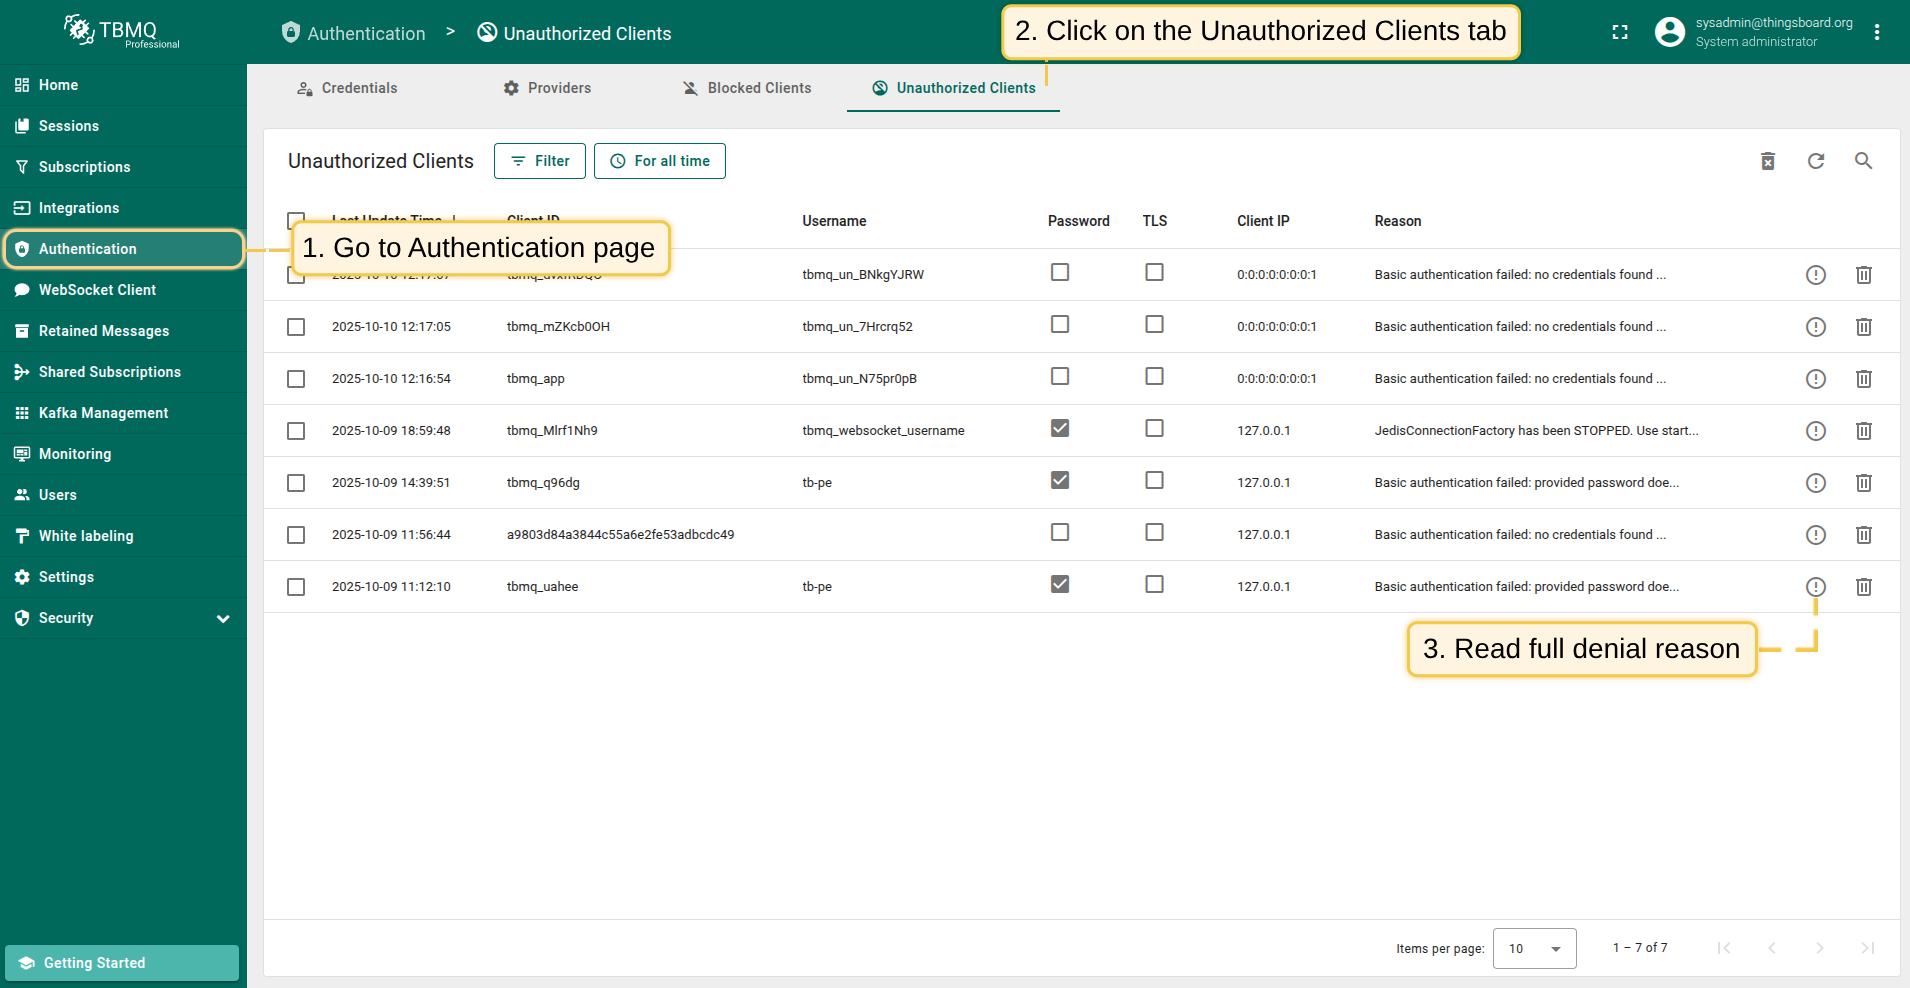 TBMQ
Professional
Authentication > Unauthorized Clients
2. Click on the Unauthorized Clients tab
sysadmin@thingsboard.org
System administrator
Home
Sessions
Subscriptions
Integrations
Authentication
WebSocket Client
Retained Messages
Shared Subscriptions
Kafka Management
Monitoring
Users
White labeling
Settings
Security
Getting Started
Credentials
Providers
Blocked Clients
Unauthorized Clients
Unauthorized Clients
Filter
For all time
Last Update Time ↓ Client ID Username Password TLS Client IP Reason
1. Go to Authentication page
tbmq_un_BNkgYJRW 0:0:0:0:0:0:0:1 Basic authentication failed: no credentials found ...
2025-10-10 12:17:05 tbmq_mZKcb0OH tbmq_un_7Hrcrq52 0:0:0:0:0:0:0:1 Basic authentication failed: no credentials found ...
2025-10-10 12:16:54 tbmq_app tbmq_un_N75pr0pB 0:0:0:0:0:0:0:1 Basic authentication failed: no credentials found ...
2025-10-09 18:59:48 tbmq_Mlrf1Nh9 tbmq_websocket_username 127.0.0.1 JedisConnectionFactory has been STOPPED. Use start...
2025-10-09 14:39:51 tbmq_q96dg tb-pe 127.0.0.1 Basic authentication failed: provided password doe...
2025-10-09 11:56:44 a9803d84a3844c55a6e2fe53adbcdc49 127.0.0.1 Basic authentication failed: no credentials found ...
2025-10-09 11:12:10 tbmq_uahee tb-pe 127.0.0.1 Basic authentication failed: provided password doe...
3. Read full denial reason
Items per page: 10 1 – 7 of 7